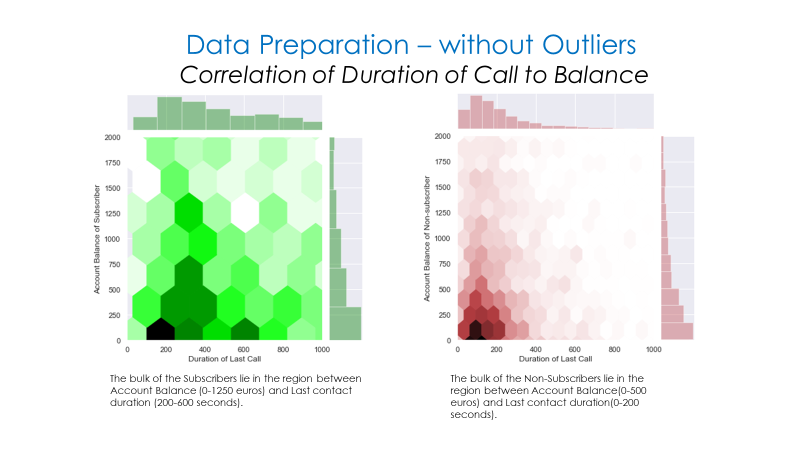 Data Preparation – without Outliers
Correlation of Duration of Call to Balance
2000
1750
1500
1250
1000
750
500
250
0
Account Balance of Subscriber
0 200 400 600 800 1000
Duration of Last Call
2000
1750
1500
1250
1000
750
500
250
0
Account Balance of Non-subscriber
0 200 400 600 800 1000
Duration of Last Call
The bulk of the Subscribers lie in the region between
Account Balance (0-1250 euros) and Last contact
duration (200-600 seconds).
The bulk of the Non-Subscribers lie in the
region between Account Balance(0-500
euros) and Last contact duration(0-200
seconds).